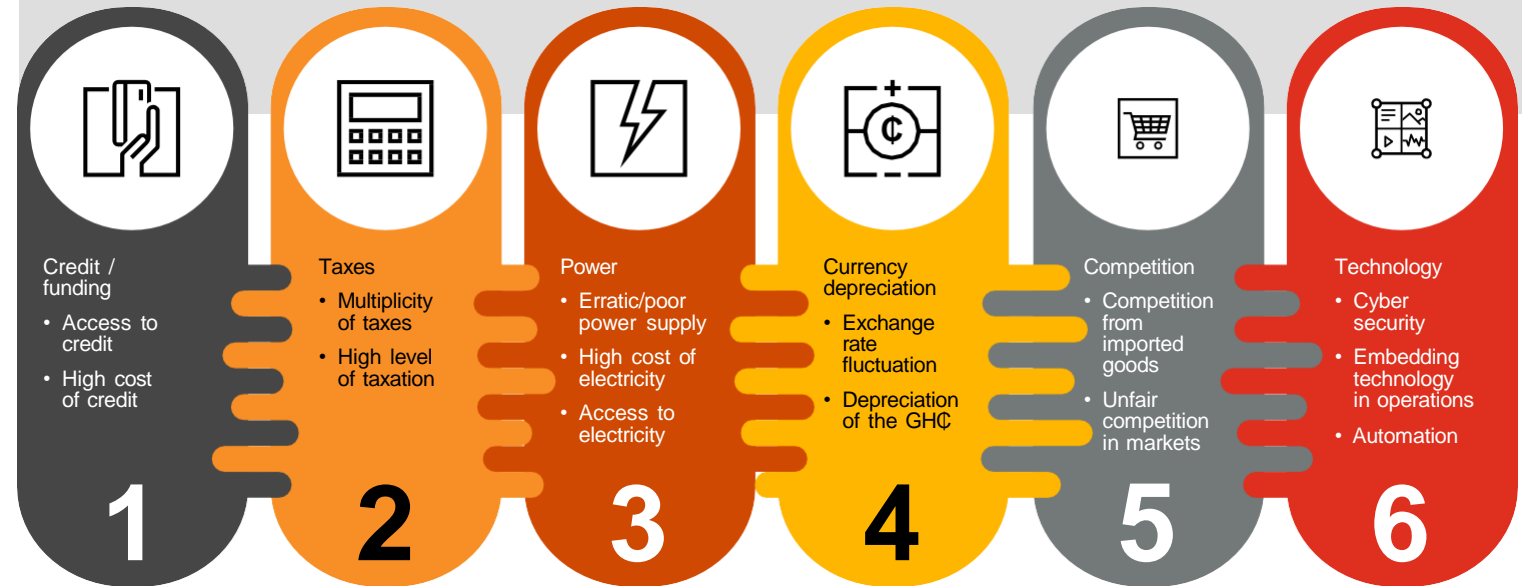 Credit /
funding
• Access to
credit
• High cost
of credit
1
Taxes
• Multiplicity
of taxes
• High level
of taxation
2
Power
• Erratic/poor
power supply
• High cost of
electricity
• Access to
electricity
3
₵
Currency
depreciation
• Exchange
rate
fluctuation
• Depreciation
of the GH₵
4
Competition
• Competition
from
imported
goods
• Unfair
competition
in markets
5
Technology
• Cyber
security
• Embedding
technology
in operations
• Automation
6